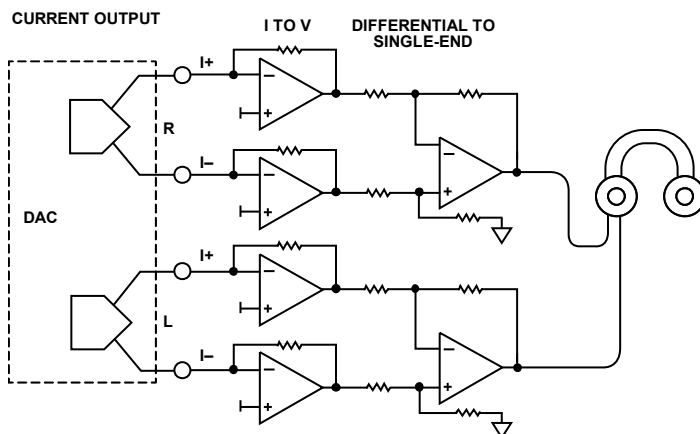 CURRENT OUTPUT
I TO V
DIFFERENTIAL TO
SINGLE-END
I+
R
I–
DAC
I+
L
I–
–
+
–
+
–
+
–
+
–
+
–
+